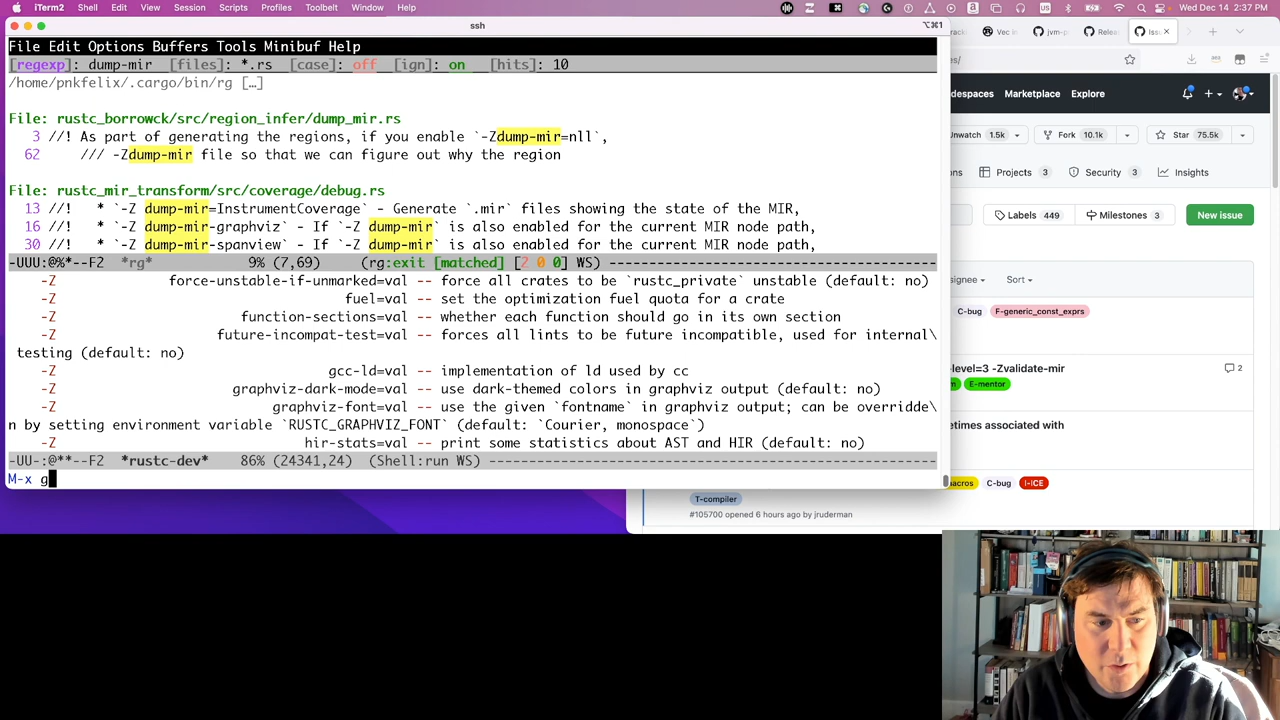 iTerm2 Shell Edit View Session Scripts Profiles Toolbelt Window Help Wed Dec 14 2:37 PM
ssh ⌥⌘1
File Edit Options Buffers Tools Minibuf Help
[regexp]: dump-mir [files]: *.rs [case]: off [ign]: on [hits]: 10
/home/pnkfelix/.cargo/bin/rg […]
File: rustc_borrowck/src/region_infer/dump_mir.rs
3 //! As part of generating the regions, if you enable `-Zdump-mir=nll`,
62 /// -Zdump-mir file so that we can figure out why the region
File: rustc_mir_transform/src/coverage/debug.rs
13 //! * `-Z dump-mir=InstrumentCoverage` - Generate `.mir` files showing the state of the MIR,
16 //! * `-Z dump-mir-graphviz` - If `-Z dump-mir` is also enabled for the current MIR node path,
30 //! * `-Z dump-mir-spanview` - If `-Z dump-mir` is also enabled for the current MIR node path,
-UUU:@%*--F2 *rg* 9% (7,69) (rg:exit [matched] [2 0 0] WS)
-Z force-unstable-if-unmarked=val -- force all crates to be `rustc_private` unstable (default: no)
-Z fuel=val -- set the optimization fuel quota for a crate
-Z function-sections=val -- whether each function should go in its own section
-Z future-incompat-test=val -- forces all lints to be future incompatible, used for internal\
testing (default: no)
-Z gcc-ld=val -- implementation of ld used by cc
-Z graphviz-dark-mode=val -- use dark-themed colors in graphviz output (default: no)
-Z graphviz-font=val -- use the given `fontname` in graphviz output; can be overridde\
n by setting environment variable `RUSTC_GRAPHVIZ_FONT` (default: `Courier, monospace`)
-Z hir-stats=val -- print some statistics about AST and HIR (default: no)
-UU-:@**--F2 *rustc-dev* 86% (24341,24) (Shell:run WS)
M-x g
Vec in
jvm-p
Relea
Iss
es/
despaces Marketplace Explore
nwatch 1.5k Fork 10.1k Star 75.5k
ons Projects 3 Security 3 Insights
Labels 449 Milestones 3 New issue
signee Sort
C-bug F-generic_const_exprs
-level=3 -Zvalidate-mir 2
m E-mentor
etimes associated with
acros C-bug I-ICE
T-compiler
#105700 opened 6 hours ago by jruderman